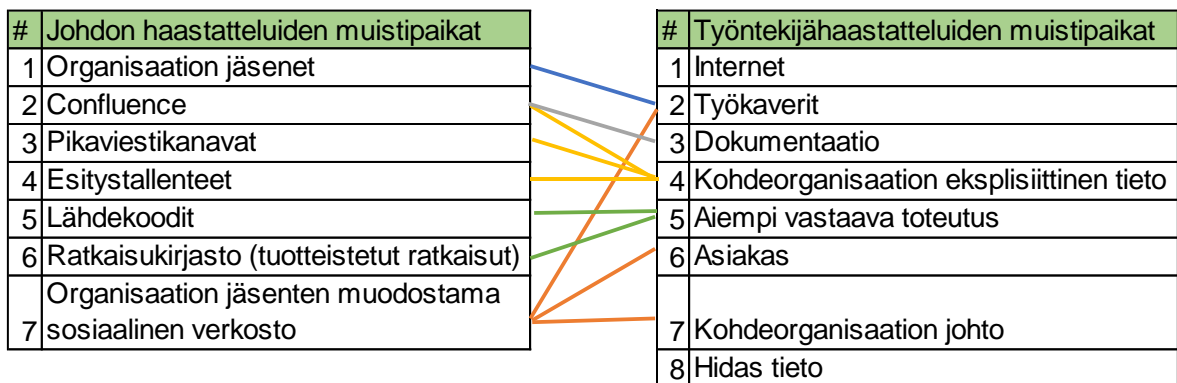 # Johdon haastatteluiden muistipaikat
1 Organisaation jäsenet
2 Confluence
3 Pikaviestikanavat
4 Esitystallenteet
5 Lähdekoodit
6 Ratkaisukirjasto (tuotteistetut ratkaisut)
Organisaation jäsenten muodostama
7 sosiaalinen verkosto
# Työntekijähaastatteluiden muistipaikat
1 Internet
2 Työkaverit
3 Dokumentaatio
4 Kohdeorganisaation eksplisiittinen tieto
5 Aiempi vastaava toteutus
6 Asiakas
7 Kohdeorganisaation johto
8 Hidas tieto